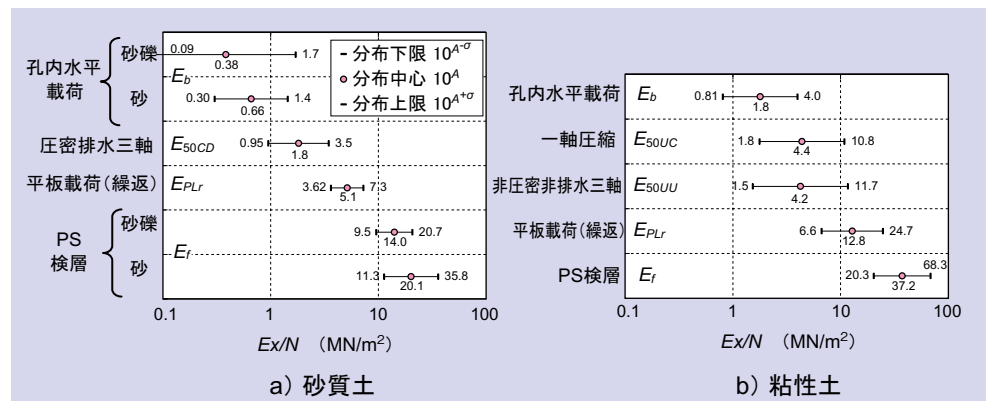 0.09
0.38
1.7
孔内水平
載荷
砂礫
砂
Eb
0.30
0.66
1.4
圧密排水三軸
E50CD
0.95
1.8
3.5
平板載荷（繰返）
EPLr
3.62
5.1
7.3
PS
検層
砂礫
砂
Ef
9.5
14.0
20.7
11.3
20.1
35.8
分布下限 10^{A-σ}
分布中心 10^A
分布上限 10^{A+σ}
0.1 1 10 100
Ex/N （MN/m²）
a）砂質土
孔内水平載荷
Eb
0.81
1.8
4.0
一軸圧縮
E50UC
1.8
4.4
10.8
非圧密非排水三軸
E50UU
1.5
4.2
11.7
平板載荷（繰返）
EPLr
6.6
12.8
24.7
PS検層
Ef
20.3
37.2
68.3
0.1 1 10 100
Ex/N （MN/m²）
b）粘性土